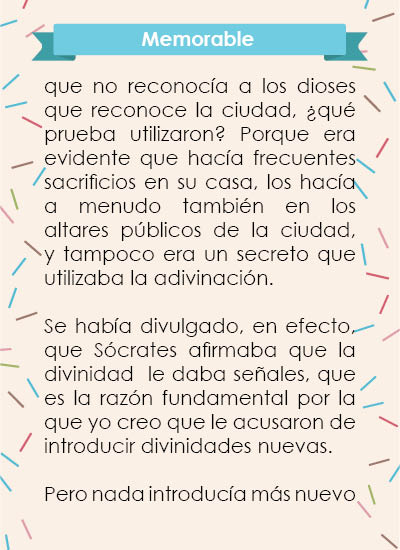 Memorable
que no reconocía a los dioses
que reconoce la ciudad, ¿qué
prueba utilizaron? Porque era
evidente que hacía frecuentes
sacrificios en su casa, los hacía
a menudo también en los
altares públicos de la ciudad,
y tampoco era un secreto que
utilizaba la adivinación.
Se había divulgado, en efecto,
que Sócrates afirmaba que la
divinidad le daba señales, que
es la razón fundamental por la
que yo creo que le acusaron de
introducir divinidades nuevas.
Pero nada introducía más nuevo